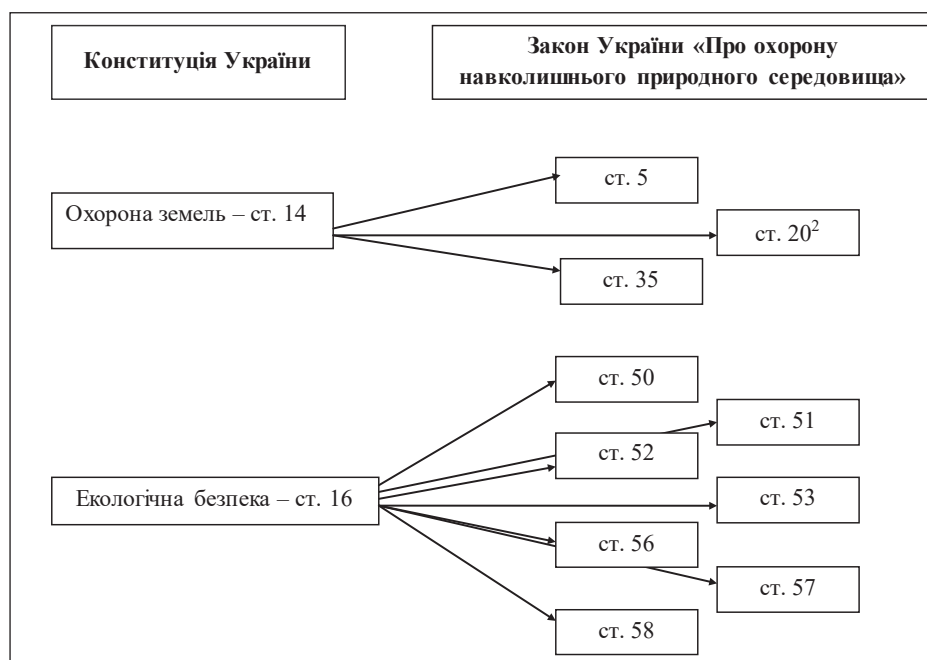 Конституція України
Закон України «Про охорону
навколишнього природного середовища»
ст. 5
Охорона земель – ст. 14
ст. 20²
ст. 35
ст. 50
ст. 51
ст. 52
Екологічна безпека – ст. 16
ст. 53
ст. 56
ст. 57
ст. 58